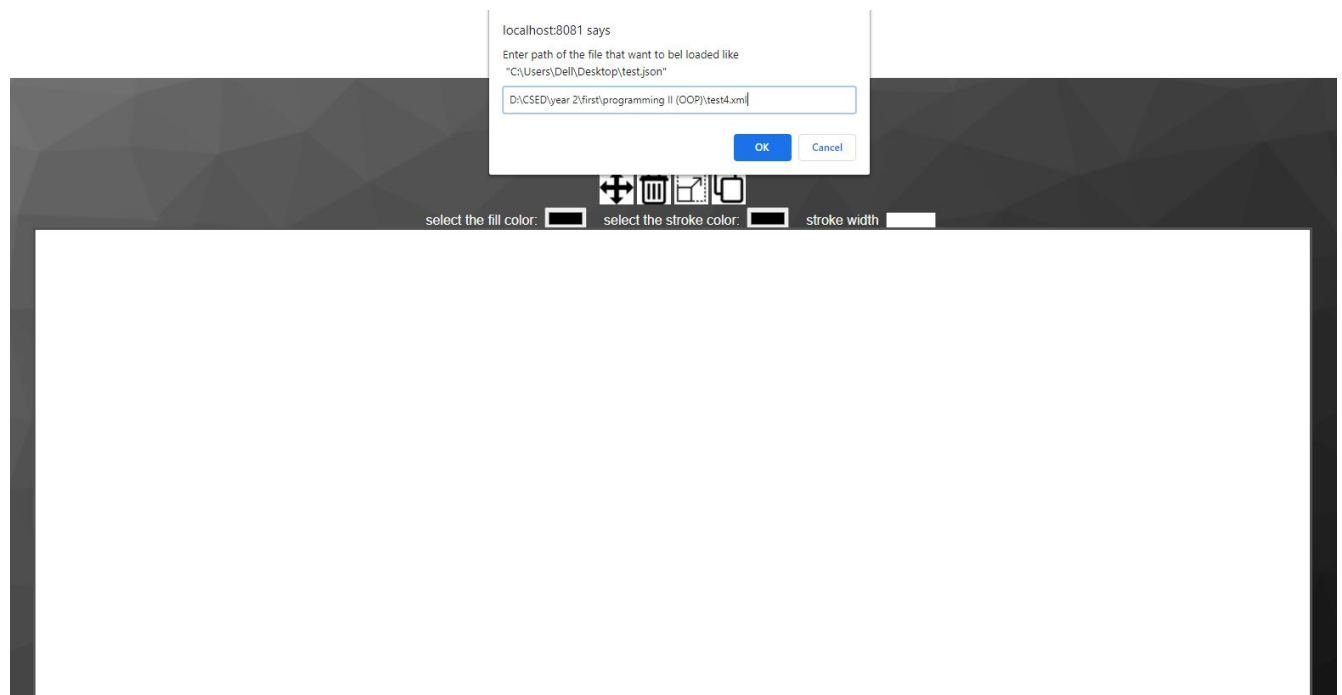 localhost:8081 says
Enter path of the file that want to bel loaded like
"C:\Users\Dell\Desktop\test.json"
D:\CSED\year 2\first\programming II (OOP)\test4.xml
OK Cancel
select the fill color: select the stroke color: stroke width